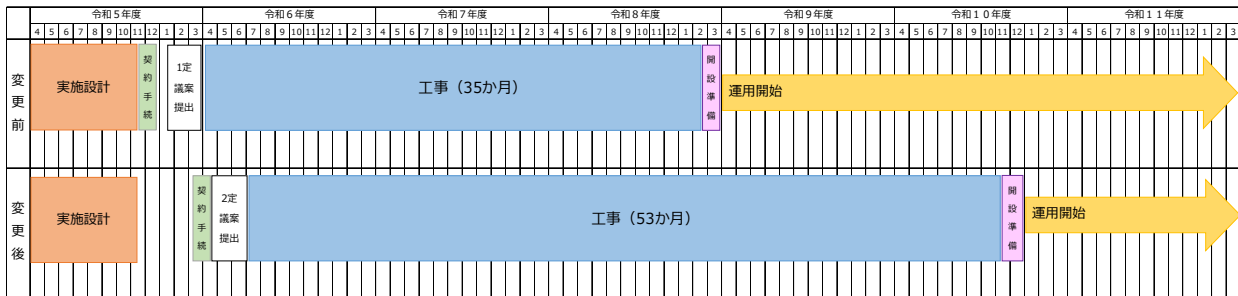 令和５年度 令和６年度 令和７年度 令和８年度 令和９年度 令和１０年度 令和１１年度
4 5 6 7 8 9 10 11 12 1 2 3 4 5 6 7 8 9 10 11 12 1 2 3 4 5 6 7 8 9 10 11 12 1 2 3 4 5 6 7 8 9 10 11 12 1 2 3 4 5 6 7 8 9 10 11 12 1 2 3 4 5 6 7 8 9 10 11 12 1 2 3 4 5 6 7 8 9 10 11 12 1 2 3
変更前
実施設計
契約手続
1定
議案
提出
工事（35か月）
開設準備
運用開始
変更後
実施設計
契約手続
2定
議案
提出
工事（53か月）
開設準備
運用開始